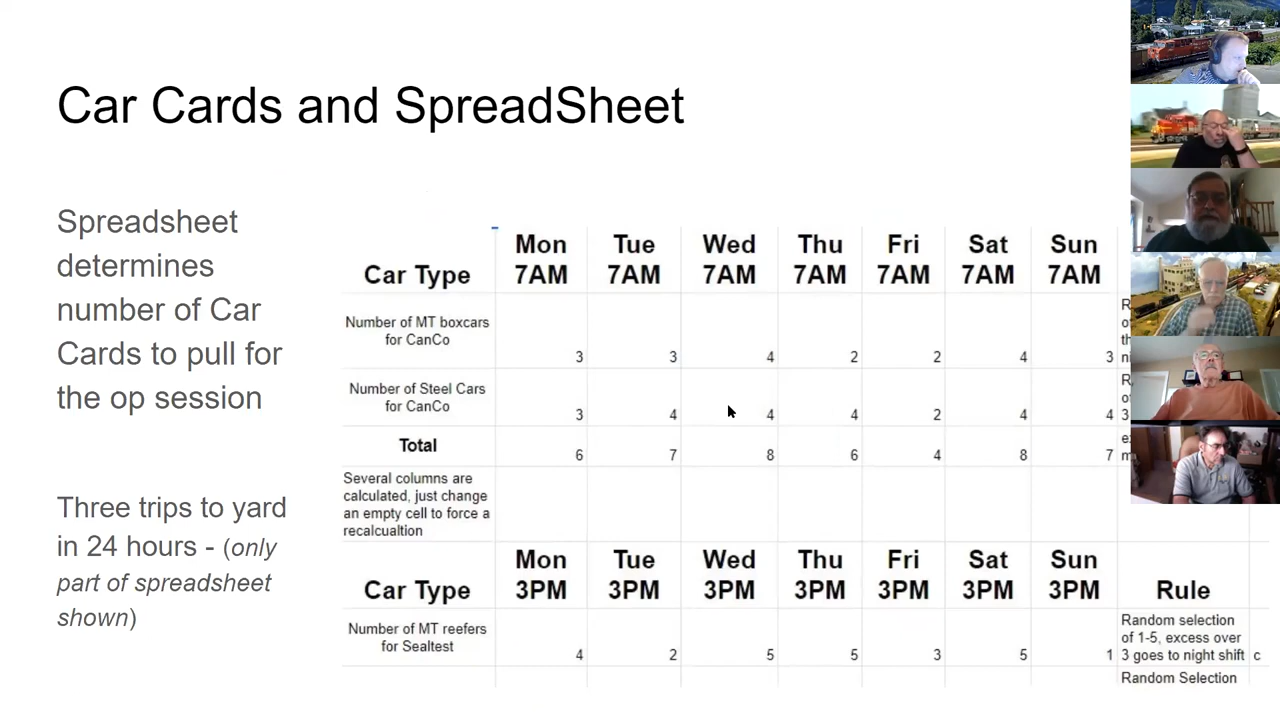 Car Cards and SpreadSheet
Spreadsheet
determines
number of Car
Cards to pull for
the op session
Three trips to yard
in 24 hours - (only
part of spreadsheet
shown)
Mon Tue Wed Thu Fri Sat Sun
Car Type 7AM 7AM 7AM 7AM 7AM 7AM 7AM
Number of MT boxcars
for CanCo
3 3 4 2 2 4 3
Number of Steel Cars
for CanCo
3 4 4 4 2 4 4
Total
6 7 8 6 4 8 7
Several columns are
calculated, just change
an empty cell to force a
recalcualtion
Mon Tue Wed Thu Fri Sat Sun
Car Type 3PM 3PM 3PM 3PM 3PM 3PM 3PM Rule
Number of MT reefers
for Sealtest
4 2 5 5 3 5 1
Random selection
of 1-5, excess over
3 goes to night shift c
Random Selection